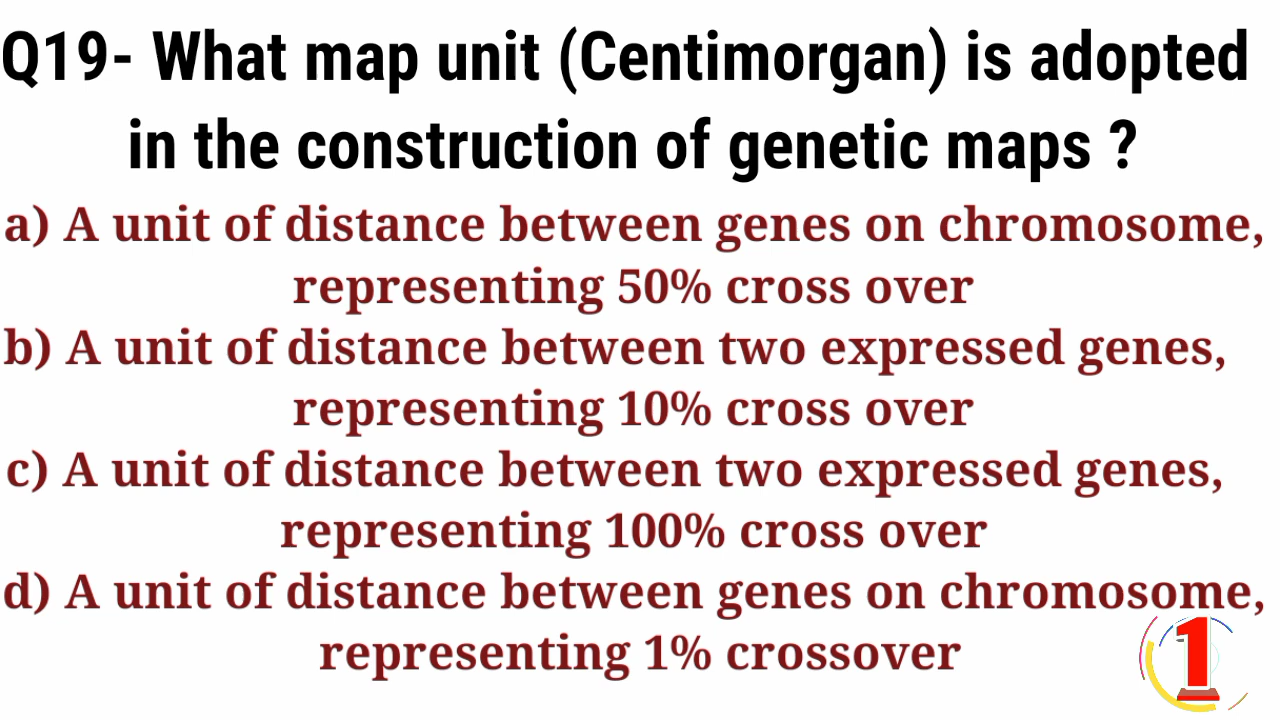 Q19- What map unit (Centimorgan) is adopted
in the construction of genetic maps ?
a) A unit of distance between genes on chromosome,
representing 50% cross over
b) A unit of distance between two expressed genes,
representing 10% cross over
c) A unit of distance between two expressed genes,
representing 100% cross over
d) A unit of distance between genes on chromosome,
representing 1% crossover
1